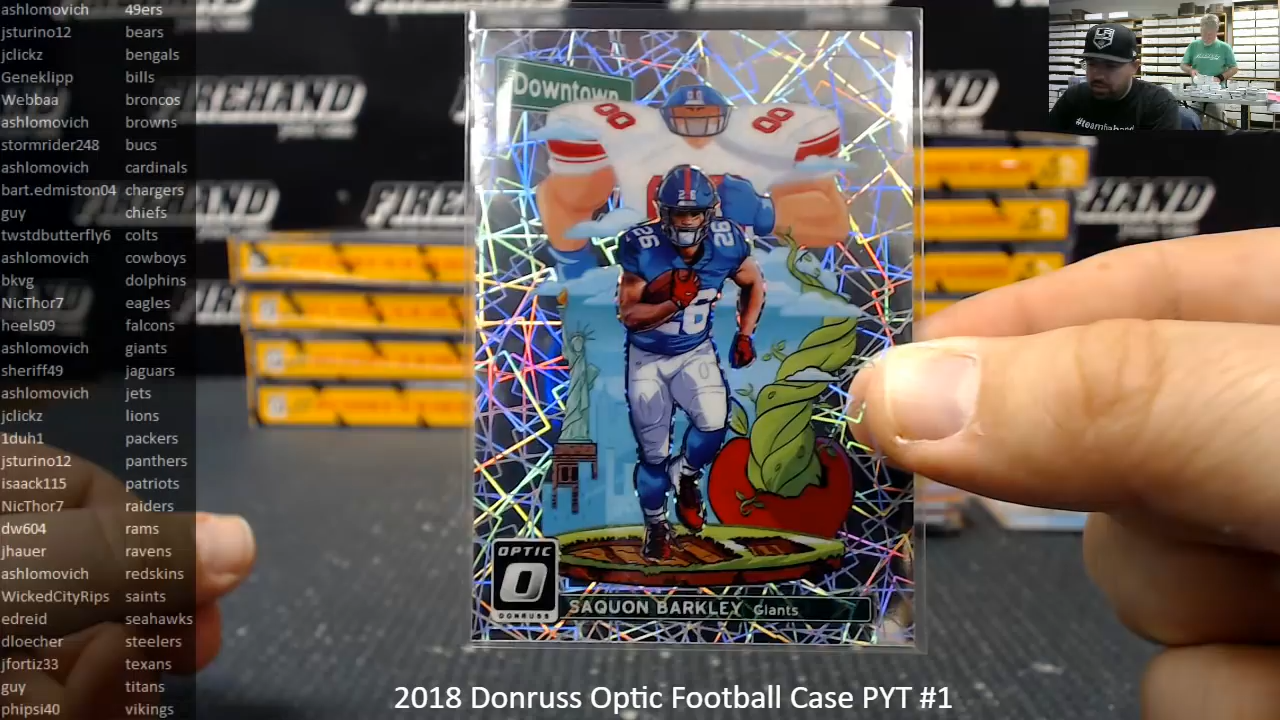 ashlomovich 49ers
jsturino12 bears
jclickz bengals
Geneklipp bills
Webbaa broncos
ashlomovich browns
stormrider248 bucs
ashlomovich cardinals
bart.edmiston04 chargers
guy chiefs
twstdbutterfly6 colts
ashlomovich cowboys
bkvg dolphins
NicThor7 eagles
heels09 falcons
ashlomovich giants
sheriff49 jaguars
ashlomovich jets
jclickz lions
1duh1 packers
jsturino12 panthers
isaack115 patriots
NicThor7 raiders
dw604 rams
jhauer ravens
ashlomovich redskins
WickedCityRips saints
edreid seahawks
dloecher steelers
jfortiz33 texans
guy titans
phipsi40 vikings
FIREHAND
Downtown
88
26
26
26
26
OPTIC
DONRUSS
SAQUON BARKLEY Giants
2018 Donruss Optic Football Case PYT #1